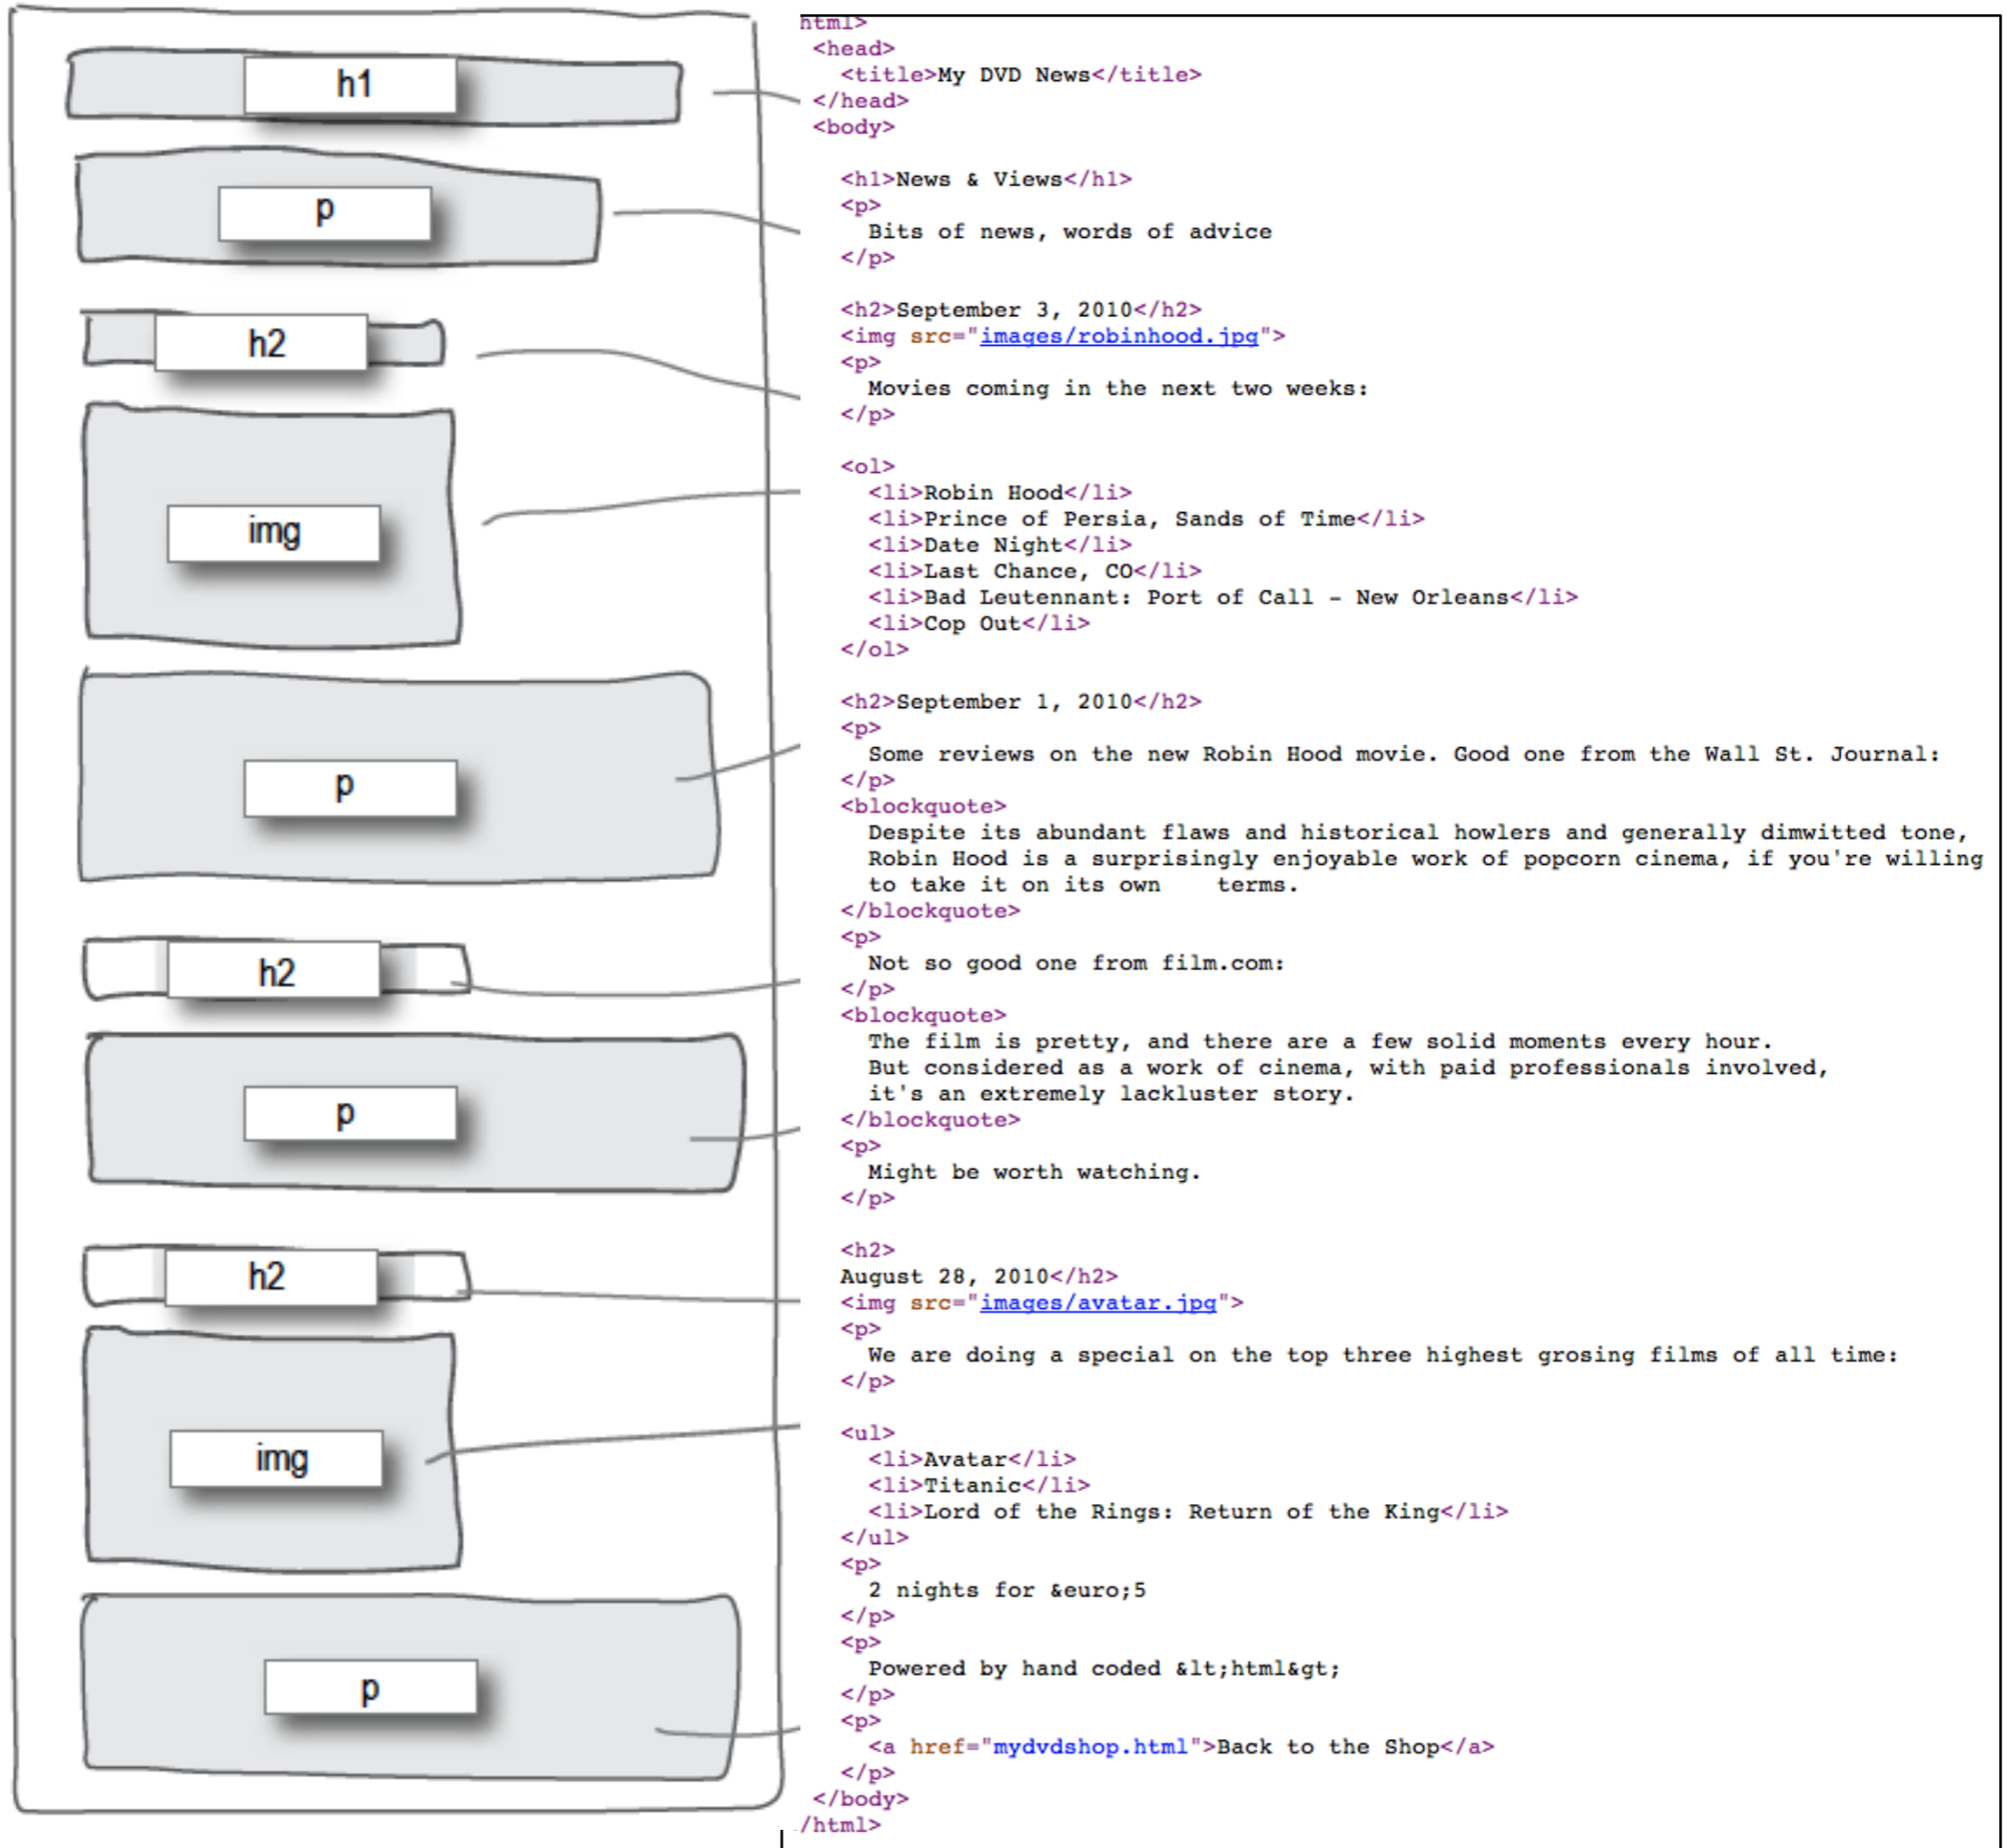 h1
p
h2
img
p
h2
p
h2
img
p
html>
<head>
<title>My DVD News</title>
</head>
<body>
<h1>News & Views</h1>
<p>
Bits of news, words of advice
</p>
<h2>September 3, 2010</h2>
<img src="images/robinhood.jpg">
<p>
Movies coming in the next two weeks:
</p>
<ol>
<li>Robin Hood</li>
<li>Prince of Persia, Sands of Time</li>
<li>Date Night</li>
<li>Last Chance, CO</li>
<li>Bad Leutennant: Port of Call - New Orleans</li>
<li>Cop Out</li>
</ol>
<h2>September 1, 2010</h2>
<p>
Some reviews on the new Robin Hood movie. Good one from the Wall St. Journal:
</p>
<blockquote>
Despite its abundant flaws and historical howlers and generally dimwitted tone,
Robin Hood is a surprisingly enjoyable work of popcorn cinema, if you're willing
to take it on its own    terms.
</blockquote>
<p>
Not so good one from film.com:
</p>
<blockquote>
The film is pretty, and there are a few solid moments every hour.
But considered as a work of cinema, with paid professionals involved,
it's an extremely lackluster story.
</blockquote>
<p>
Might be worth watching.
</p>
<h2>
August 28, 2010</h2>
<img src="images/avatar.jpg">
<p>
We are doing a special on the top three highest grosing films of all time:
</p>
<ul>
<li>Avatar</li>
<li>Titanic</li>
<li>Lord of the Rings: Return of the King</li>
</ul>
<p>
2 nights for &euro;5
</p>
<p>
Powered by hand coded &lt;html&gt;
</p>
<p>
<a href="mydvdshop.html">Back to the Shop</a>
</p>
</body>
/html>